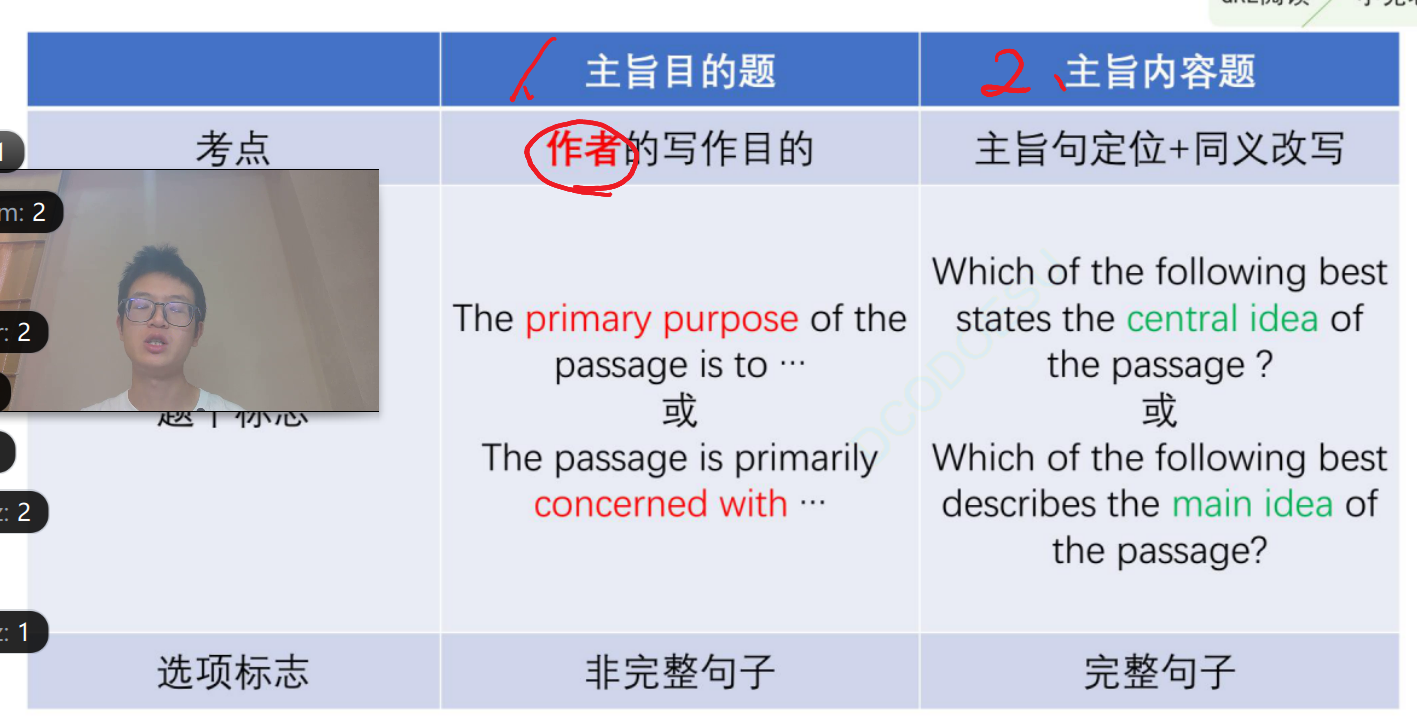 1、主旨目的题
2、主旨内容题
考点
作者的写作目的
主旨句定位+同义改写
m: 2
: 2
: 2
: 1
题干标志
The primary purpose of the
passage is to …
或
The passage is primarily
concerned with …
Which of the following best
states the central idea of
the passage ?
或
Which of the following best
describes the main idea of
the passage?
选项标志
非完整句子
完整句子